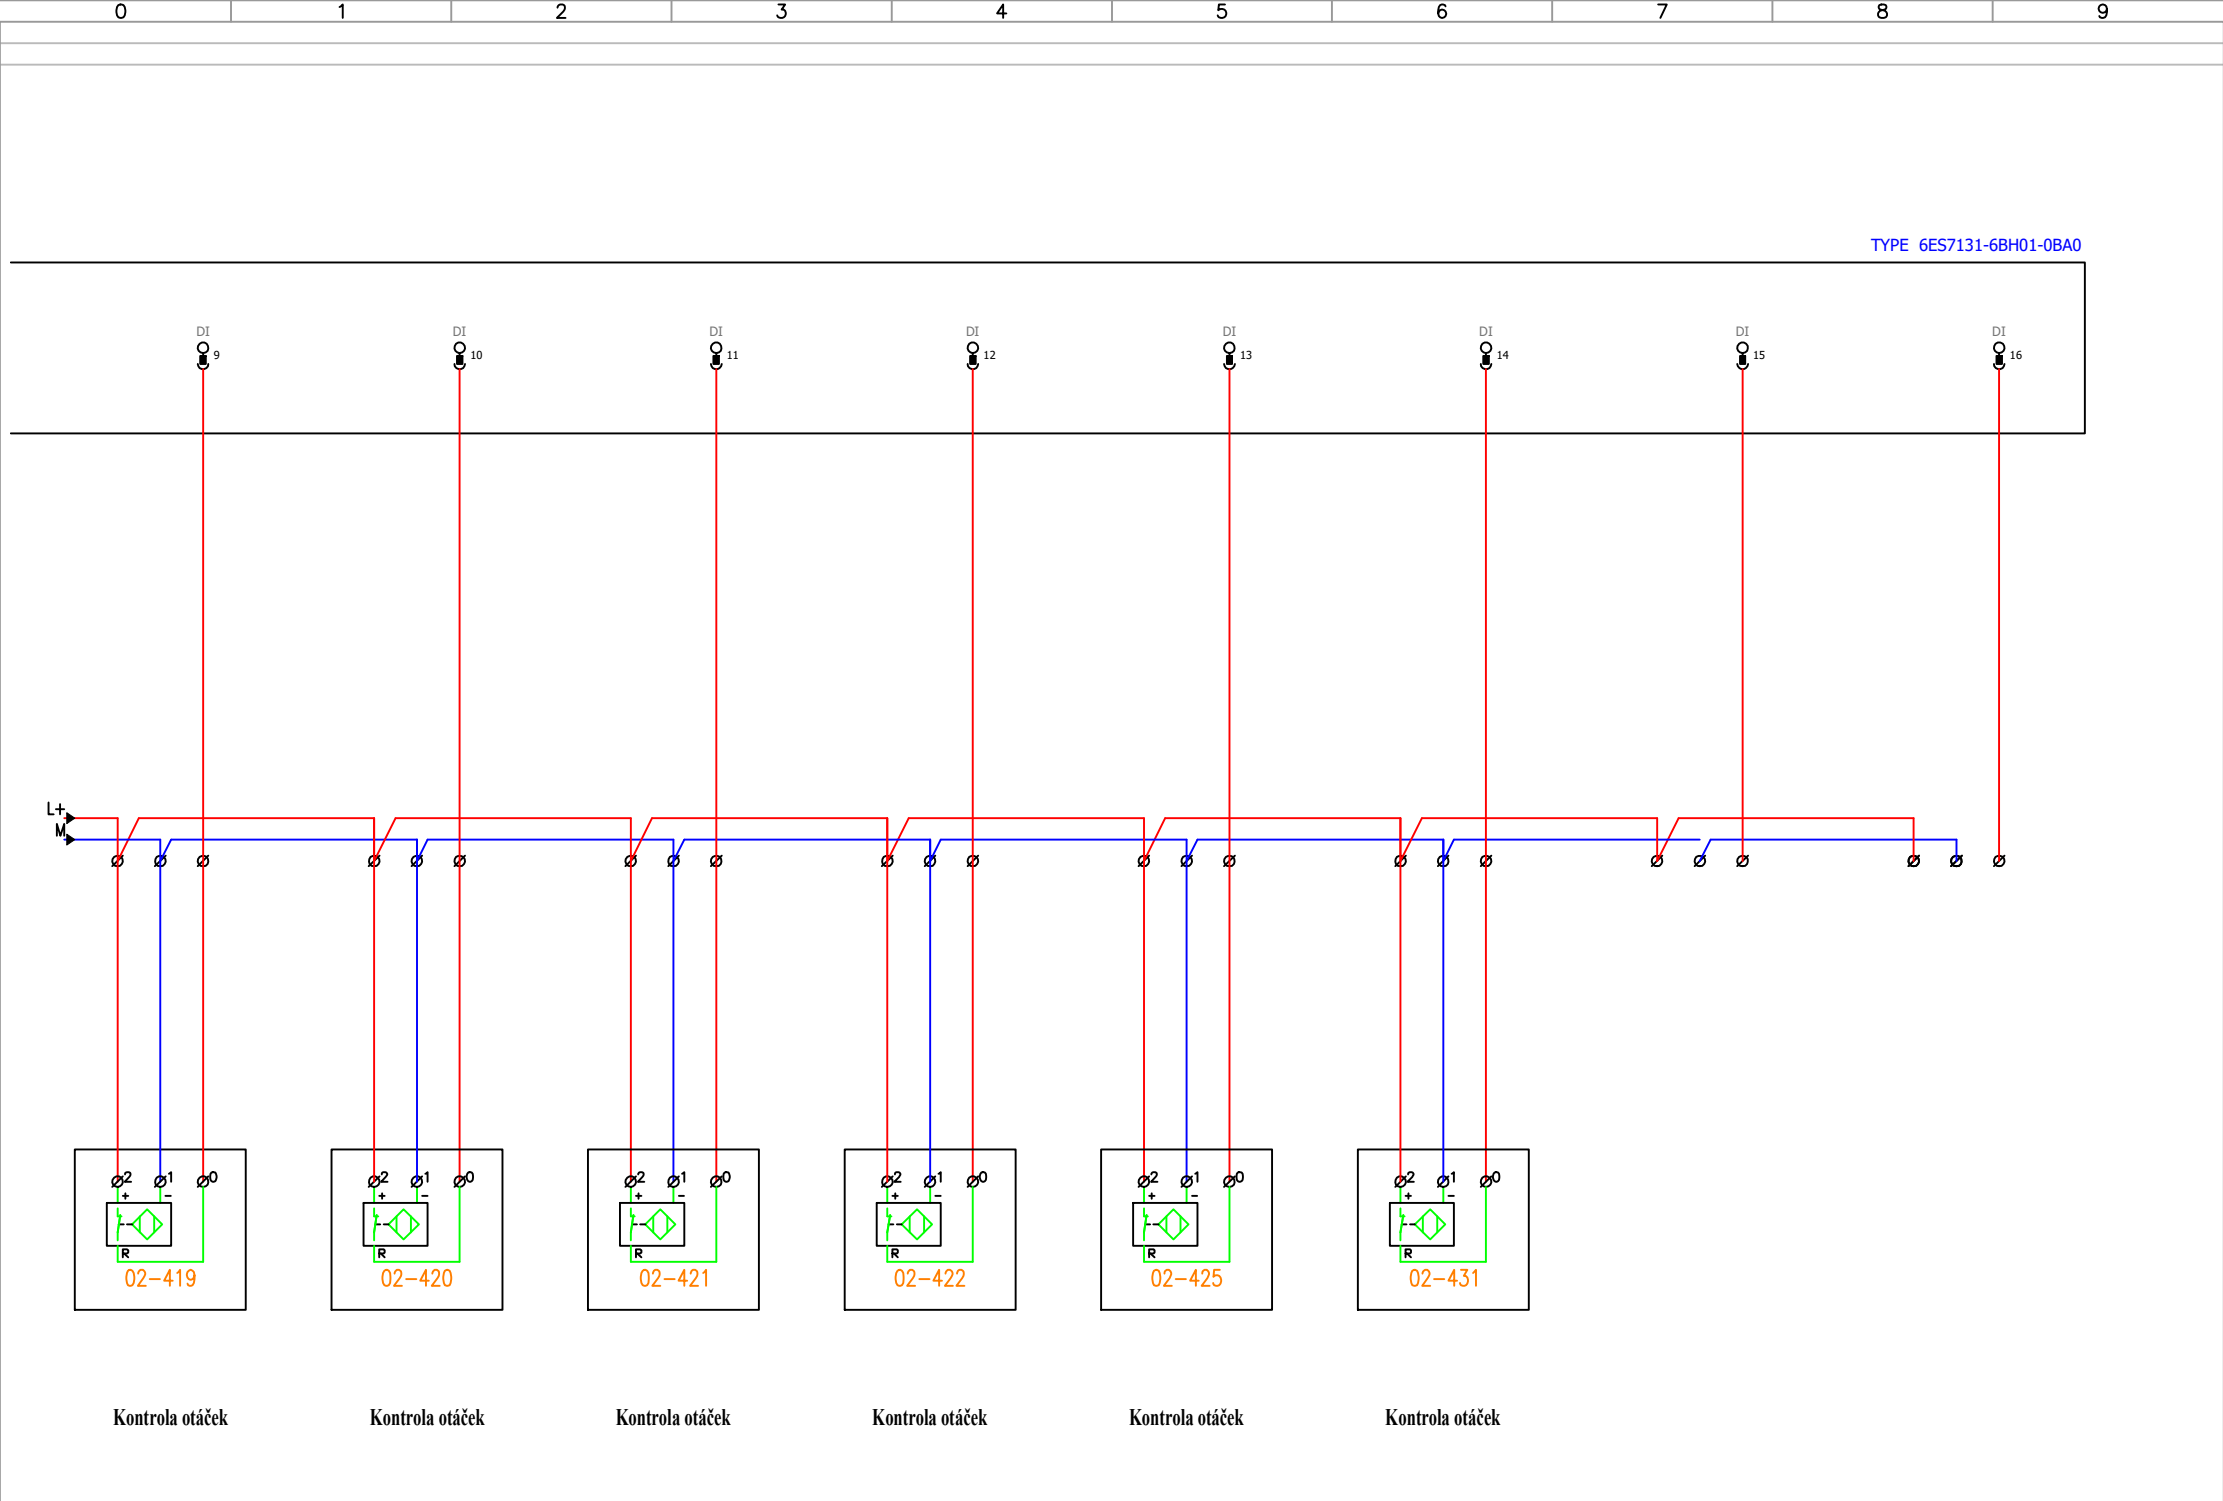 0 1 2 3 4 5 6 7 8 9
TYPE 6ES7131-6BH01-0BA0
DI DI DI DI DI DI DI DI
9 10 11 12 13 14 15 16
L+
M
2 1 0 2 1 0 2 1 0 2 1 0 2 1 0 2 1 0
+ - + - + - + - + - + -
R R R R R R
02-419 02-420 02-421 02-422 02-425 02-431
Kontrola otáček Kontrola otáček Kontrola otáček Kontrola otáček Kontrola otáček Kontrola otáček